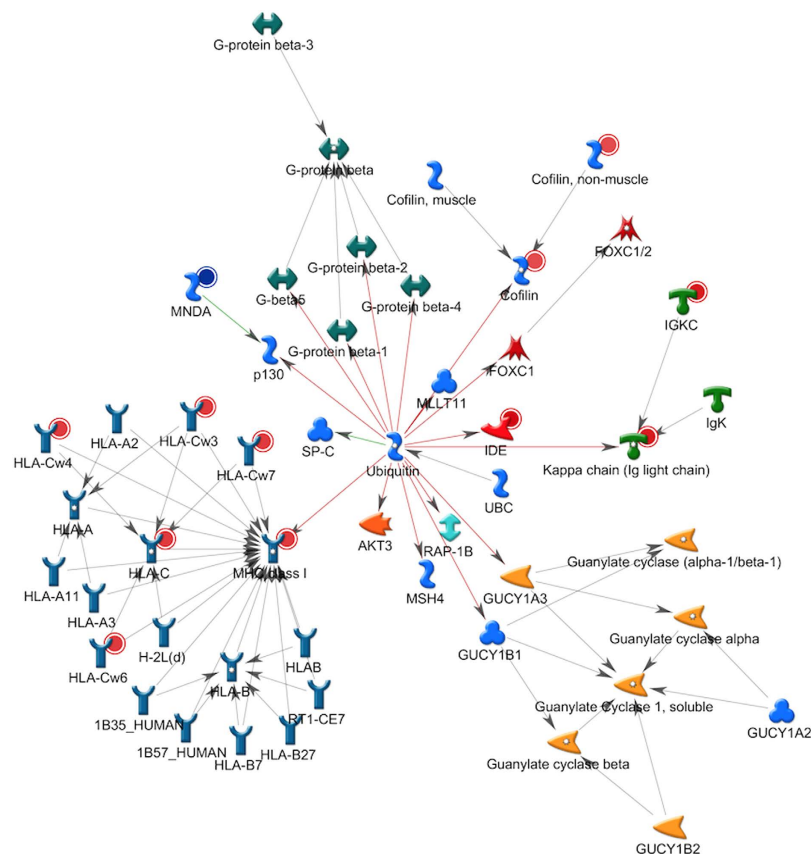 G-protein beta-3
G-protein beta
Cofilin, muscle
Cofilin, non-muscle
FOXC1/2
G-protein beta-2
G-beta5
G-protein beta-4
Cofilin
MNDA
IGKC
G-protein beta-1
p130
FOXC1
MLLT11
IgK
HLA-A2
HLA-Cw3
SP-C
Ubiquitin
IDE
Kappa chain (Ig light chain)
HLA-Cw4
HLA-Cw7
UBC
HLA-A
AKT3
RAP-1B
HLA-C
MHC class I
Guanylate cyclase (alpha-1/beta-1)
HLA-A11
MSH4
GUCY1A3
HLA-A3
Guanylate cyclase alpha
H-2L(d)
HLAB
GUCY1B1
HLA-Cw6
HLA-B
Guanylate Cyclase 1, soluble
1B35_HUMAN
RT1-CE7
GUCY1A2
1B57_HUMAN
HLA-B7
HLA-B27
Guanylate cyclase beta
GUCY1B2